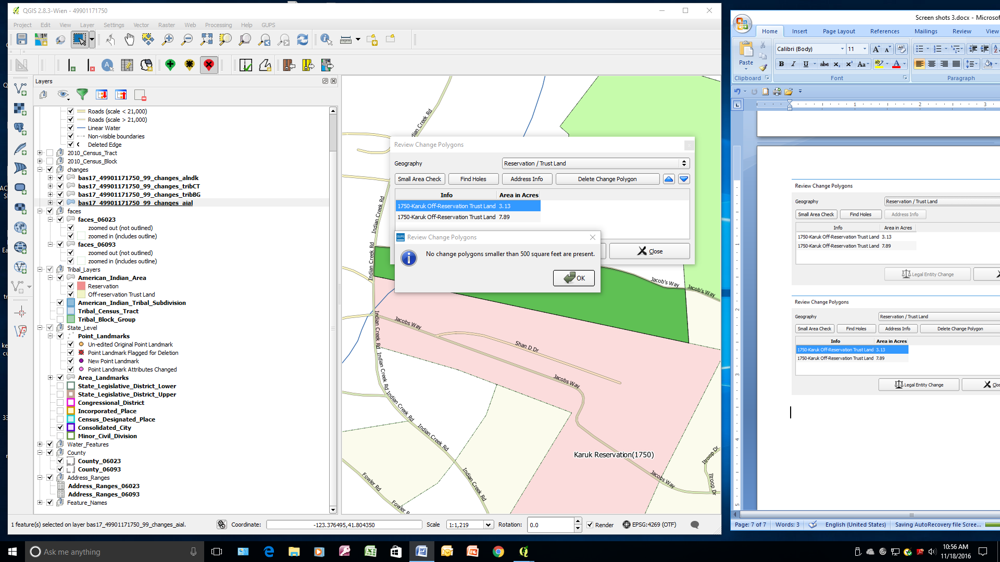 QGIS 2.8.3-Wien - 49901171750
Project Edit View Layer Settings Vector Raster Web Processing Help GUPS
Layers
Roads (scale < 21,000)
Roads (scale > 21,000)
Linear Water
Non-visible boundaries
Deleted Edge
2010_Census_Tract
2010_Census_Block
changes
bas17_49901171750_99_changes_alndk
bas17_49901171750_99_changes_tribCT
bas17_49901171750_99_changes_tribBG
bas17_49901171750_99_changes_aial
faces
faces_06023
zoomed out (not outlined)
zoomed in (includes outline)
faces_06093
zoomed out (not outlined)
zoomed in (includes outline)
Tribal_Layers
American_Indian_Area
Reservation
Off-reservation Trust Land
American_Indian_Tribal_Subdivision
Tribal_Census_Tract
Tribal_Block_Group
State_Level
Point_Landmarks
Un-edited Original Point Landmark
Point Landmark Flagged for Deletion
New Point Landmark
Point Landmark Attributes Changed
Area_Landmarks
State_Legislative_District_Lower
State_Legislative_District_Upper
Congressional_District
Incorporated_Place
Census_Designated_Place
Consolidated_City
Minor_Civil_Division
Water_Features
County
County_06023
County_06093
Address_Ranges
Address_Ranges_06023
Address_Ranges_06093
Feature_Names
Indian Creek Rd
Review Change Polygons
Geography Reservation / Trust Land
Small Area Check Find Holes Address Info Delete Change Polygon
Info Area in Acres
1750-Karuk Off-Reservation Trust Land 3.13
1750-Karuk Off-Reservation Trust Land 7.89
Close
Review Change Polygons
No change polygons smaller than 500 square feet are present.
OK
Indian Creek Rd
Indian Creek Rd
Jacob's Way
Jacob's Way
Jacobs Way
Indian Creek Rd
Shan D Dr
Indian Creek Rd
Jacobs Way
Indian Creek Rd
Indian Creek Rd
Karuk Reservation(1750)
Itroop Dr
Itroop Dr
Jacobs Way
Indian Creek Rd
Fowler Rd
Fowler R
1 feature(s) selected on layer bas17_49901171750_99_changes_aial.
Coordinate: -123.376495,41.804350
Scale 1:1,219
Rotation: 0.0
Render
EPSG:4269 (OTF)
Screen shots 3.docx - Microsof
Home Insert Page Layout References Mailings Review View
Paste
Calibri (Body) 11
Clipboard Font Paragraph
1 2 3
Review Change Polygons
Geography Reservation / Trust Land
Small Area Check Find Holes Address Info
Info Area in Acres
1750-Karuk Off-Reservation Trust Land 3.13
1750-Karuk Off-Reservation Trust Land 7.89
Legal Entity Change
Review Change Polygons
Geography Reservation / Trust Land
Small Area Check Find Holes Address Info Delete Change Polygon
Info Area in Acres
1750-Karuk Off-Reservation Trust Land 3.13
1750-Karuk Off-Reservation Trust Land 7.89
Legal Entity Change Clos
Page: 7 of 7 Words: 3 English (United States) Saving AutoRecovery file Scree...
Ask me anything
10:56 AM
11/18/2016